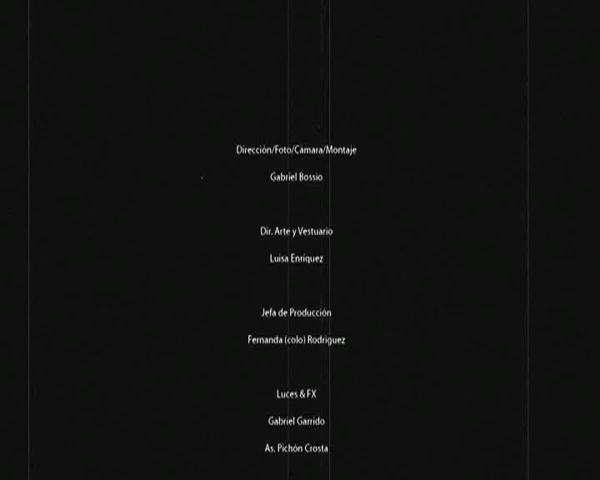 Dirección/Foto/Cámara/Montaje
Gabriel Bossio
Dir. Arte y Vestuario
Luisa Enriquez
Jefa de Producción
Fernanda (colo) Rodriguez
Luces & FX
Gabriel Garrido
As. Pichón Crosta